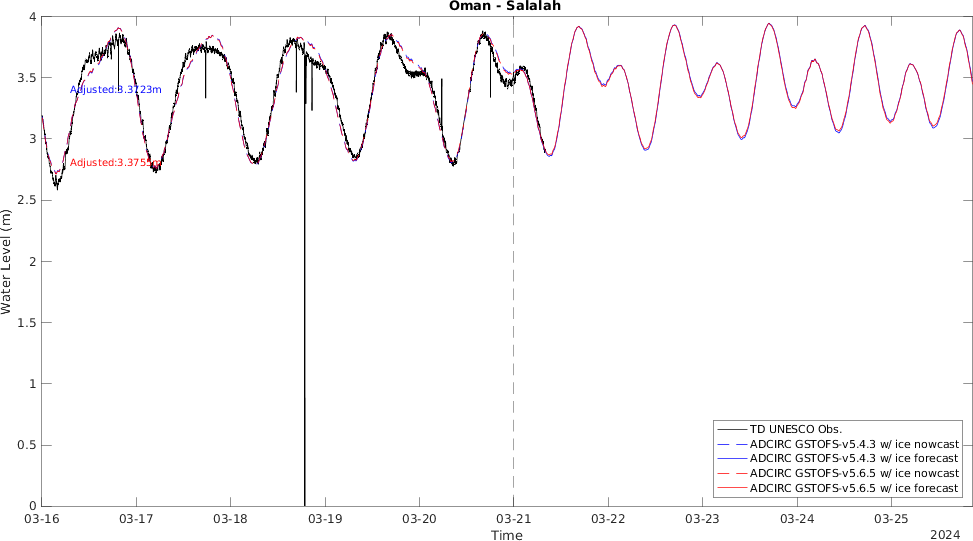 Oman - Salalah
4
3.5
3
2.5
2
1.5
1
0.5
0
Water Level (m)
Adjusted:3.3723m
TD UNESCO Obs.
ADCIRC GSTOFS-v5.4.3 w/ ice nowcast
ADCIRC GSTOFS-v5.4.3 w/ ice forecast
ADCIRC GSTOFS-v5.6.5 w/ ice nowcast
ADCIRC GSTOFS-v5.6.5 w/ ice forecast
03-16 03-17 03-18 03-19 03-20 03-21 03-22 03-23 03-24 03-25
Time
2024